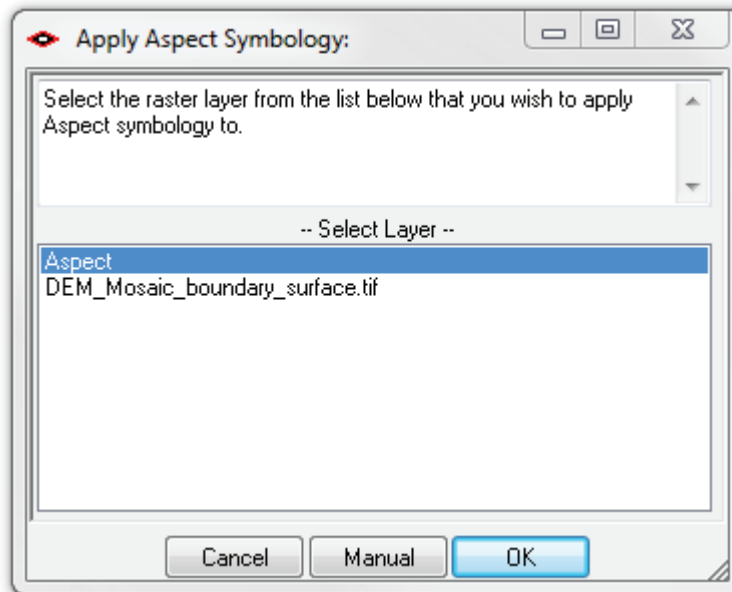 Apply Aspect Symbology:
Select the raster layer from the list below that you wish to apply
Aspect symbology to.
-- Select Layer --
Aspect
DEM_Mosaic_boundary_surface.tif
Cancel Manual OK